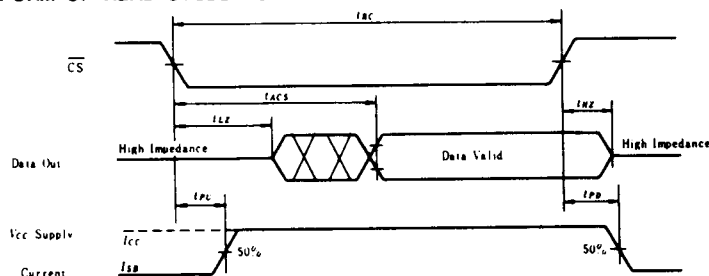 tRC
CS
tACS
tLZ
tHZ
High Impedance
Data Valid
High Impedance
Data Out
tPU
tPD
Vcc Supply
Icc
50%
50%
Current
ISB